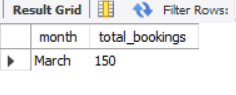 Result Grid Filter Rows:
month total_bookings
March 150